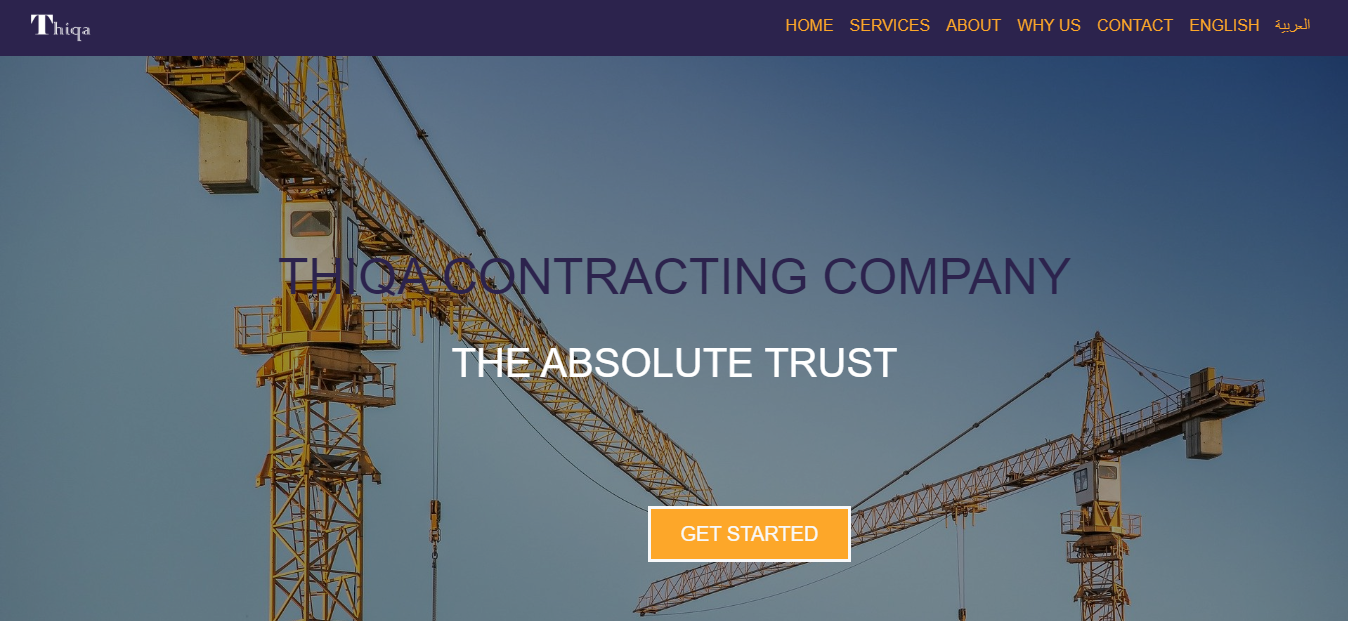 Thiqa
HOME SERVICES ABOUT WHY US CONTACT ENGLISH العربية
THIQA CONTRACTING COMPANY
THE ABSOLUTE TRUST
GET STARTED